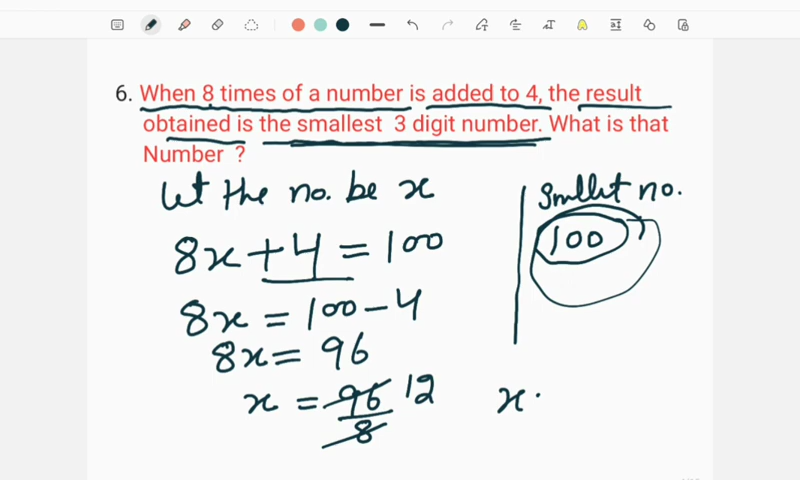 6. When 8 times of a number is added to 4, the result
obtained is the smallest 3 digit number. What is that
Number ?
Let the no. be x
8x+4=100
8x=100-4
8x=96
x=96/8 12
Smllest no.
100
x.